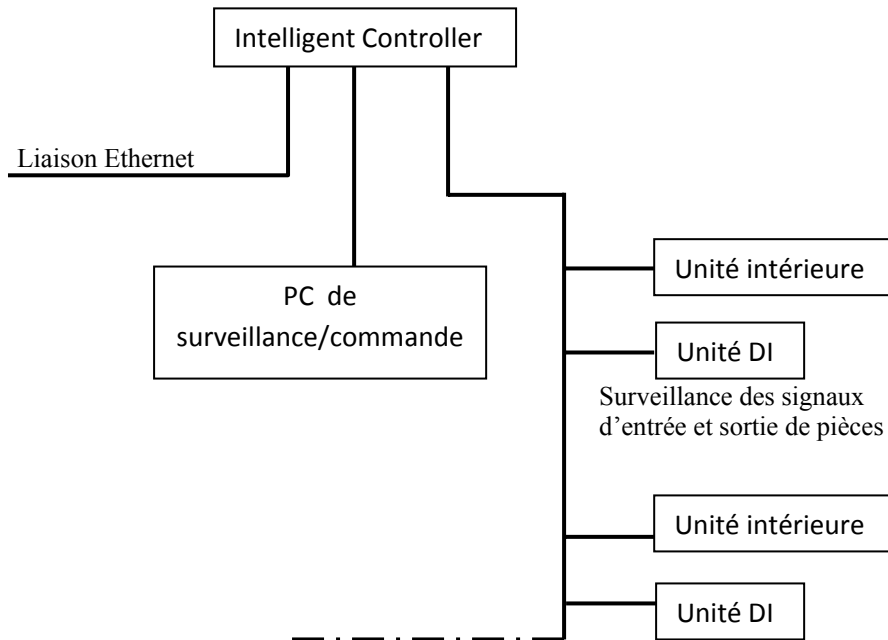 Intelligent Controller
Liaison Ethernet
PC de
surveillance/commande
Unité intérieure
Unité DI
Surveillance des signaux
d'entrée et sortie de pièces
Unité intérieure
Unité DI